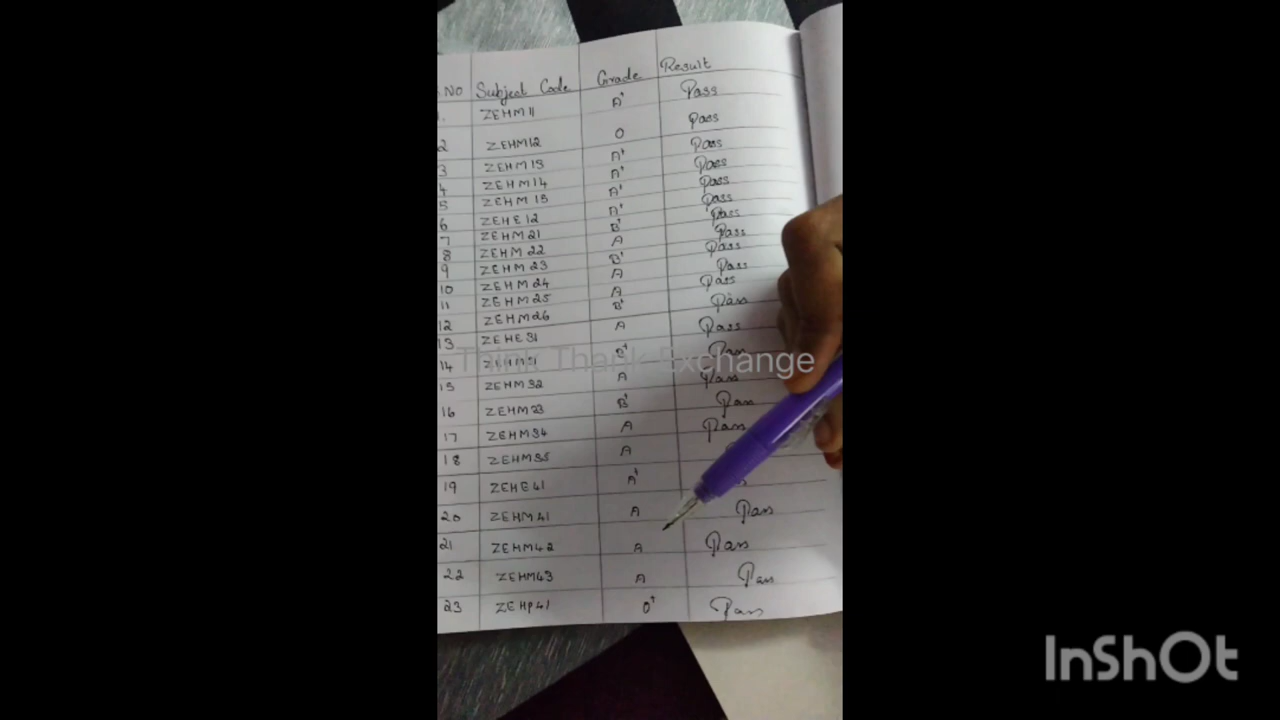 NO Subject Code Grade Result
1. ZEHM11 A+ Pass
2 ZEHM12 O Pass
3 ZEHM13 A+ Pass
4 ZEHM14 A+ Pass
5 ZEHM15 A+ Pass
6 ZEHE12 A+ Pass
7 ZEHM21 B+ Pass
8 ZEHM22 A Pass
9 ZEHM23 B+ Pass
10 ZEHM24 A Pass
11 ZEHM25 A Pass
12 ZEHM26 B+ Pass
13 ZEHE31 A Pass
14 B+ Pass
15 ZEHM32 A Pass
16 ZEHM33 B+ Pass
17 ZEHM34 A Pass
18 ZEHM35 A
19 ZEHE41 A+
20 ZEHM41 A Pass
21 ZEHM42 A Pass
22 ZEHM43 A Pass
23 ZEHP41 O+ Pass
Think Thank Exchange
InShOt